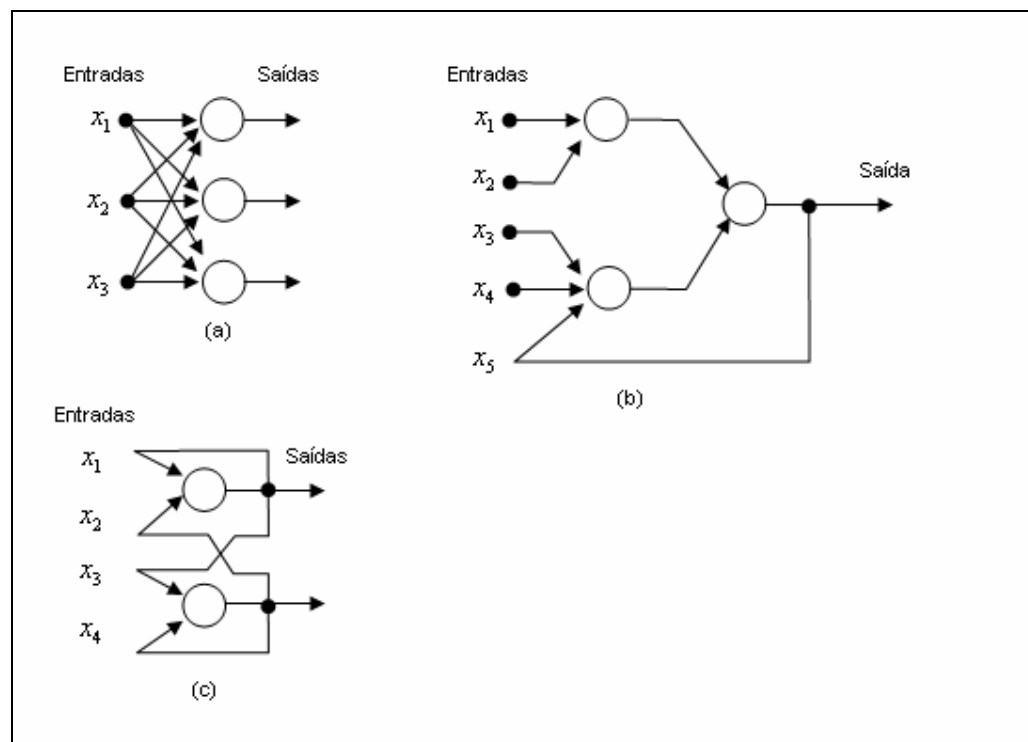 Entradas Saídas
x1
x2
x3
(a)
Entradas
x1
x2
Saída
x3
x4
x5
(b)
Entradas
x1 Saídas
x2
x3
x4
(c)